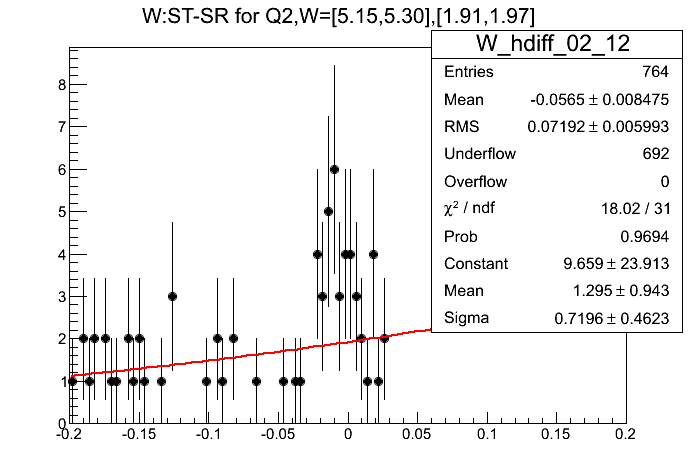 W:ST-SR for Q2,W=[5.15,5.30],[1.91,1.97]
W_hdiff_02_12
Entries 764
Mean -0.0565 ± 0.008475
RMS 0.07192 ± 0.005993
Underflow 692
Overflow 0
χ² / ndf 18.02 / 31
Prob 0.9694
Constant 9.659 ± 23.913
Mean 1.295 ± 0.943
Sigma 0.7196 ± 0.4623
8
7
6
5
4
3
2
1
0
-0.2 -0.15 -0.1 -0.05 0 0.05 0.1 0.15 0.2